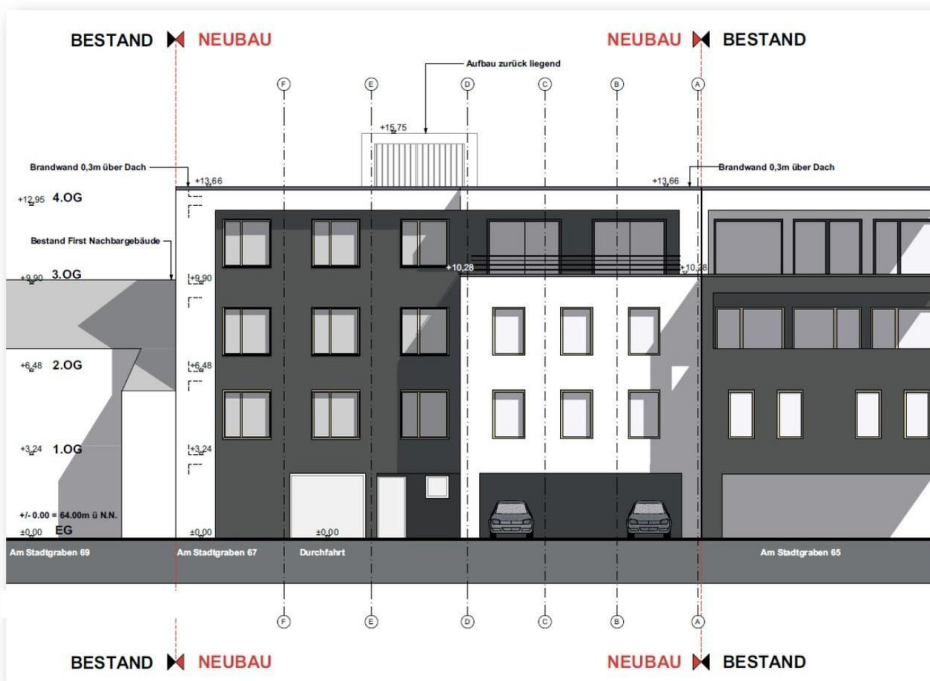 BESTAND NEUBAU
NEUBAU BESTAND
Aufbau zurück liegend
F E D C B A
+15,75
Brandwand 0,3m über Dach
Brandwand 0,3m über Dach
+13,66
+13,66
+12,95 4.OG
Bestand First Nachbargebäude
+10,28
+10,28
+9,90 3.OG
+9,90
+6,48 2.OG
+6,48
+3,24 1.OG
+3,24
+/- 0.00 = 64.00m ü N.N.
±0,00 EG
±0,00
±0,00
Am Stadtgraben 69
Am Stadtgraben 67
Durchfahrt
Am Stadtgraben 65
F E D C B A
BESTAND NEUBAU
NEUBAU BESTAND